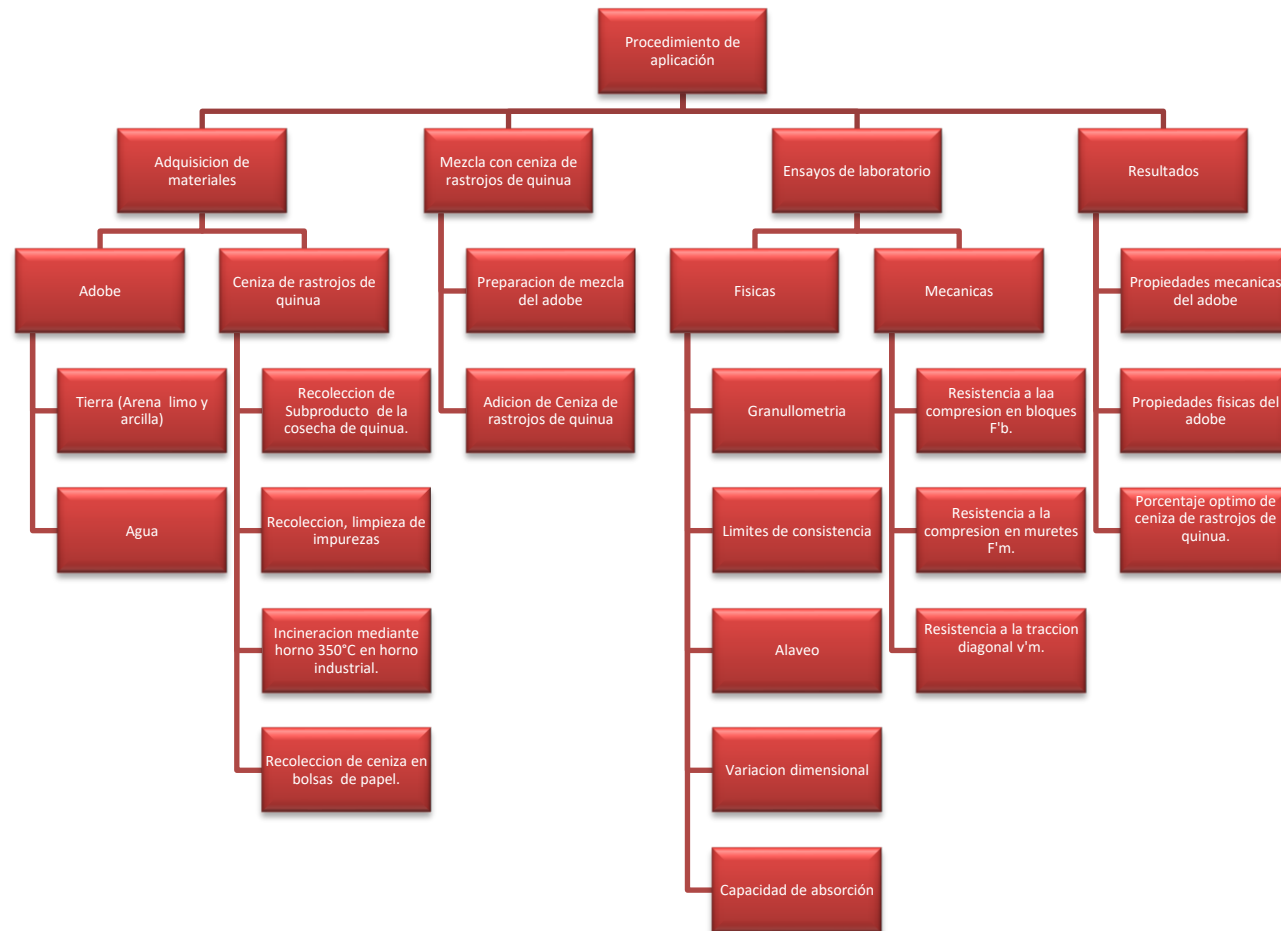 Procedimiento de
aplicación
Adquisicion de
materiales
Mezcla con ceniza de
rastrojos de quinua
Ensayos de laboratorio
Resultados
Adobe
Ceniza de rastrojos de
quinua
Preparacion de mezcla
del adobe
Fisicas
Mecanicas
Propiedades mecanicas
del adobe
Tierra (Arena limo y
arcilla)
Recoleccion de
Subproducto de la
cosecha de quinua.
Adicion de Ceniza de
rastrojos de quinua
Granullometria
Resistencia a laa
compresion en bloques
F'b.
Propiedades fisicas del
adobe
Agua
Recoleccion, limpieza de
impurezas
Limites de consistencia
Resistencia a la
compresion en muretes
F'm.
Porcentaje optimo de
ceniza de rastrojos de
quinua.
Incineracion mediante
horno 350°C en horno
industrial.
Alaveo
Resistencia a la traccion
diagonal v'm.
Recoleccion de ceniza en
bolsas de papel.
Variacion dimensional
Capacidad de absorción